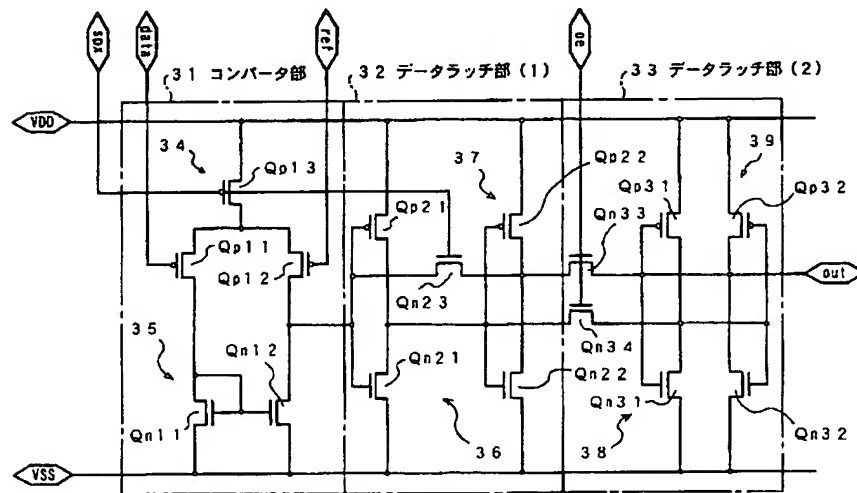 spx
data
ref
oe
31 コンパータ部
32 データラッチ部(1)
33 データラッチ部(2)
VDD
34
Qp13
37
Qp22
39
Qp31
Qp32
Qp21
Qn33
Qp11
Qp12
out
Qn23
Qn34
35
Qn12
Qn21
Qn22
Qn31
Qn11
36
38
Qn32
VSS